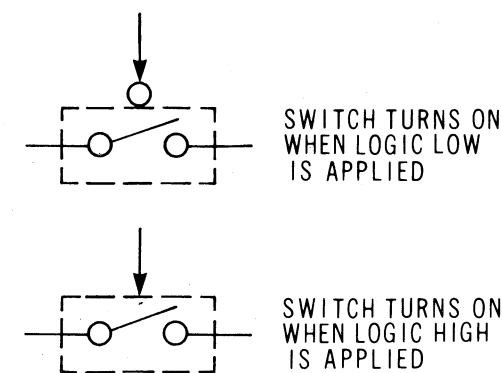 SWITCH TURNS ON
WHEN LOGIC LOW
IS APPLIED
SWITCH TURNS ON
WHEN LOGIC HIGH
IS APPLIED